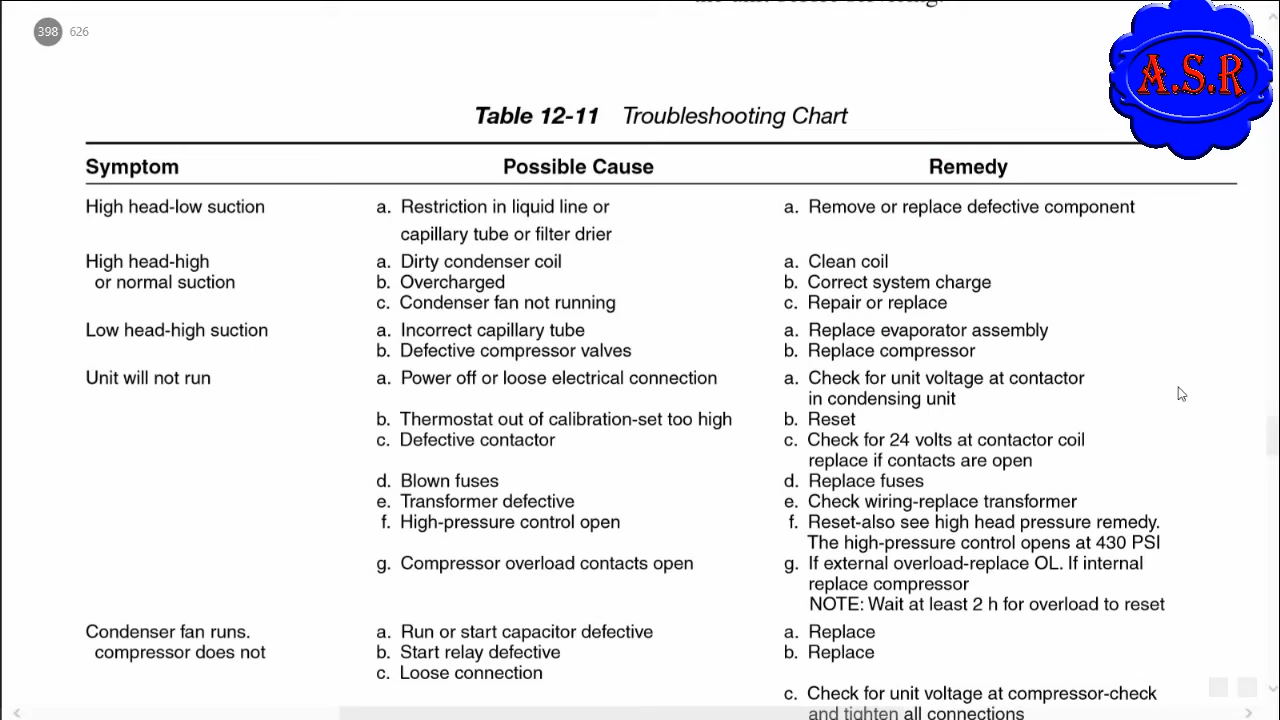 398 626
A.S.R
Table 12-11 Troubleshooting Chart
Symptom Possible Cause Remedy
High head-low suction a. Restriction in liquid line or a. Remove or replace defective component
capillary tube or filter drier
High head-high a. Dirty condenser coil a. Clean coil
or normal suction b. Overcharged b. Correct system charge
c. Condenser fan not running c. Repair or replace
Low head-high suction a. Incorrect capillary tube a. Replace evaporator assembly
b. Defective compressor valves b. Replace compressor
Unit will not run a. Power off or loose electrical connection a. Check for unit voltage at contactor
in condensing unit
b. Thermostat out of calibration-set too high b. Reset
c. Defective contactor c. Check for 24 volts at contactor coil
replace if contacts are open
d. Blown fuses d. Replace fuses
e. Transformer defective e. Check wiring-replace transformer
f. High-pressure control open f. Reset-also see high head pressure remedy.
The high-pressure control opens at 430 PSI
g. Compressor overload contacts open g. If external overload-replace OL. If internal
replace compressor
NOTE: Wait at least 2 h for overload to reset
Condenser fan runs. a. Run or start capacitor defective a. Replace
compressor does not b. Start relay defective b. Replace
c. Loose connection
c. Check for unit voltage at compressor-check
and tighten all connections